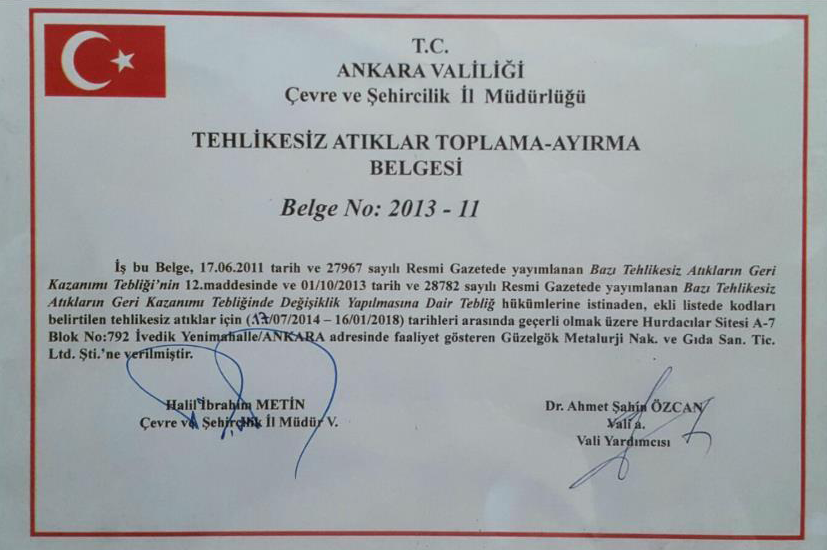 T.C.
ANKARA VALİLİĞİ
Çevre ve Şehircilik İl Müdürlüğü
TEHLİKESİZ ATIKLAR TOPLAMA-AYIRMA
BELGESİ
Belge No: 2013 - 11
İş bu Belge, 17.06.2011 tarih ve 27967 sayılı Resmi Gazetede yayımlanan Bazı Tehlikesiz Atıkların Geri
Kazanımı Tebliği'nin 12.maddesinde ve 01/10/2013 tarih ve 28782 sayılı Resmi Gazetede yayımlanan Bazı Tehlikesiz
Atıkların Geri Kazanımı Tebliğinde Değişiklik Yapılmasına Dair Tebliğ hükümlerine istinaden, ekli listede kodları
belirtilen tehlikesiz atıklar için (17/07/2014 – 16/01/2018) tarihleri arasında geçerli olmak üzere Hurdacılar Sitesi A-7
Blok No:792 İvedik Yenimahalle/ANKARA adresinde faaliyet gösteren Güzelgök Metalurji Nak. ve Gıda San. Tic.
Ltd. Şti.'ne verilmiştir.
Halil İbrahim METİN
Çevre ve Şehircilik İl Müdür V.
Dr. Ahmet Şahin ÖZCAN
Vali a.
Vali Yardımcısı